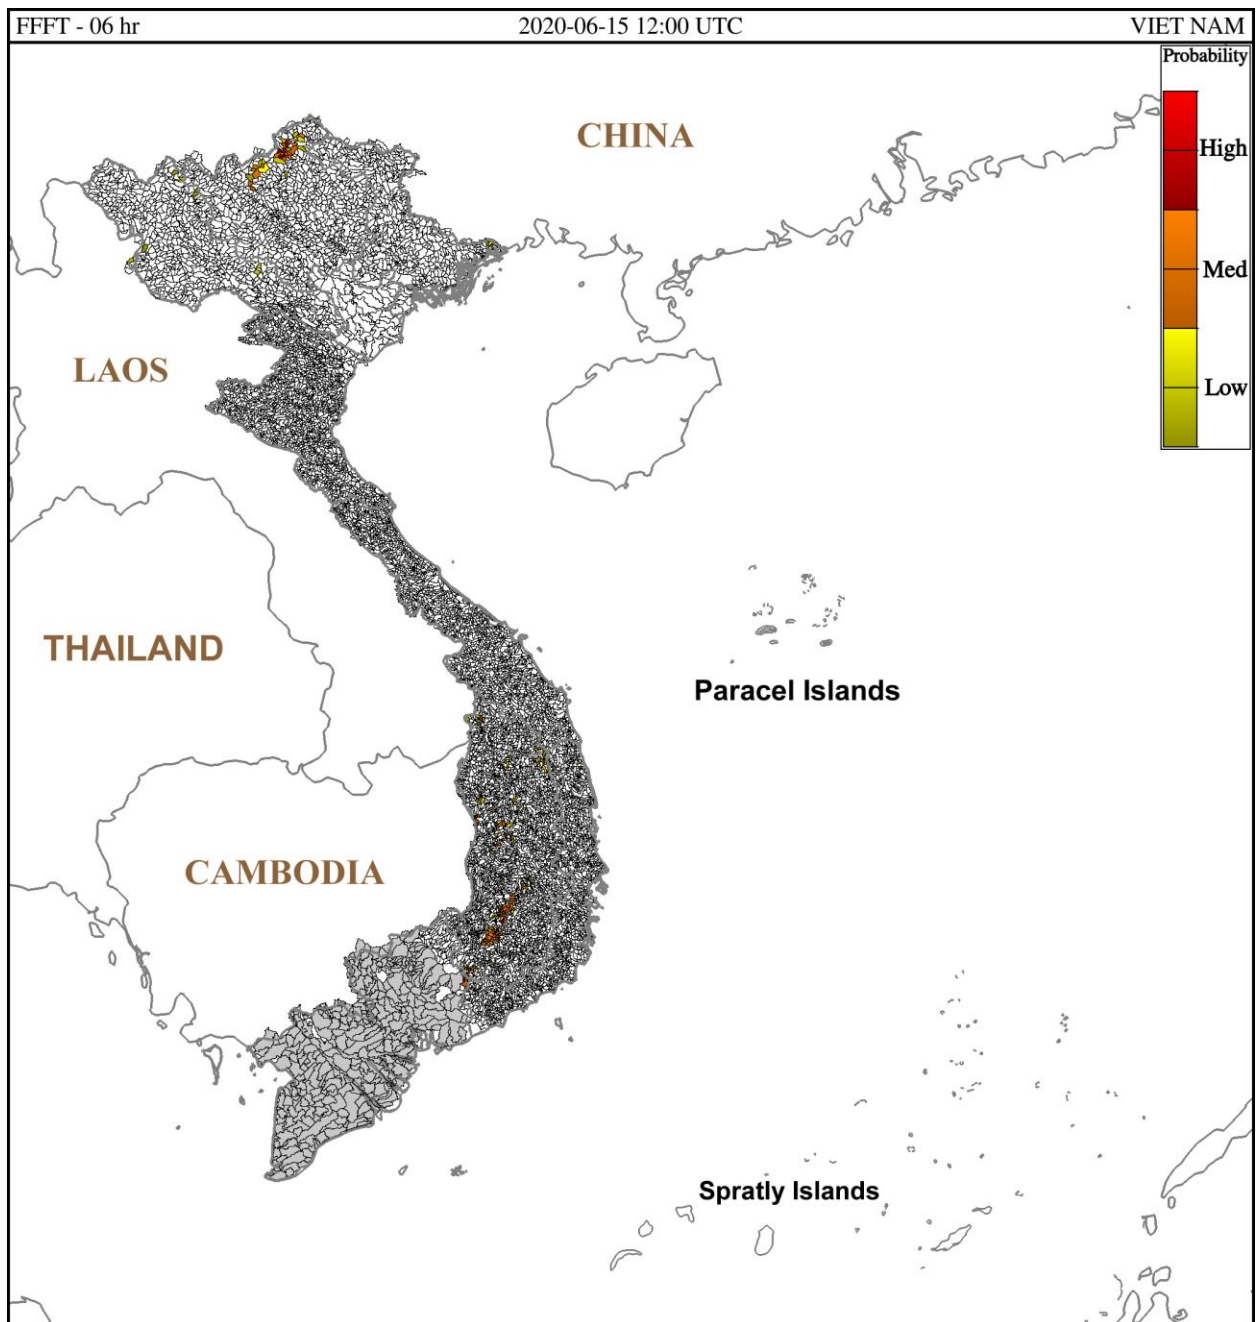 FFFT - 06 hr 2020-06-15 12:00 UTC VIET NAM
Probability
CHINA
High
Med
LAOS
Low
THAILAND
Paracel Islands
CAMBODIA
Spratly Islands